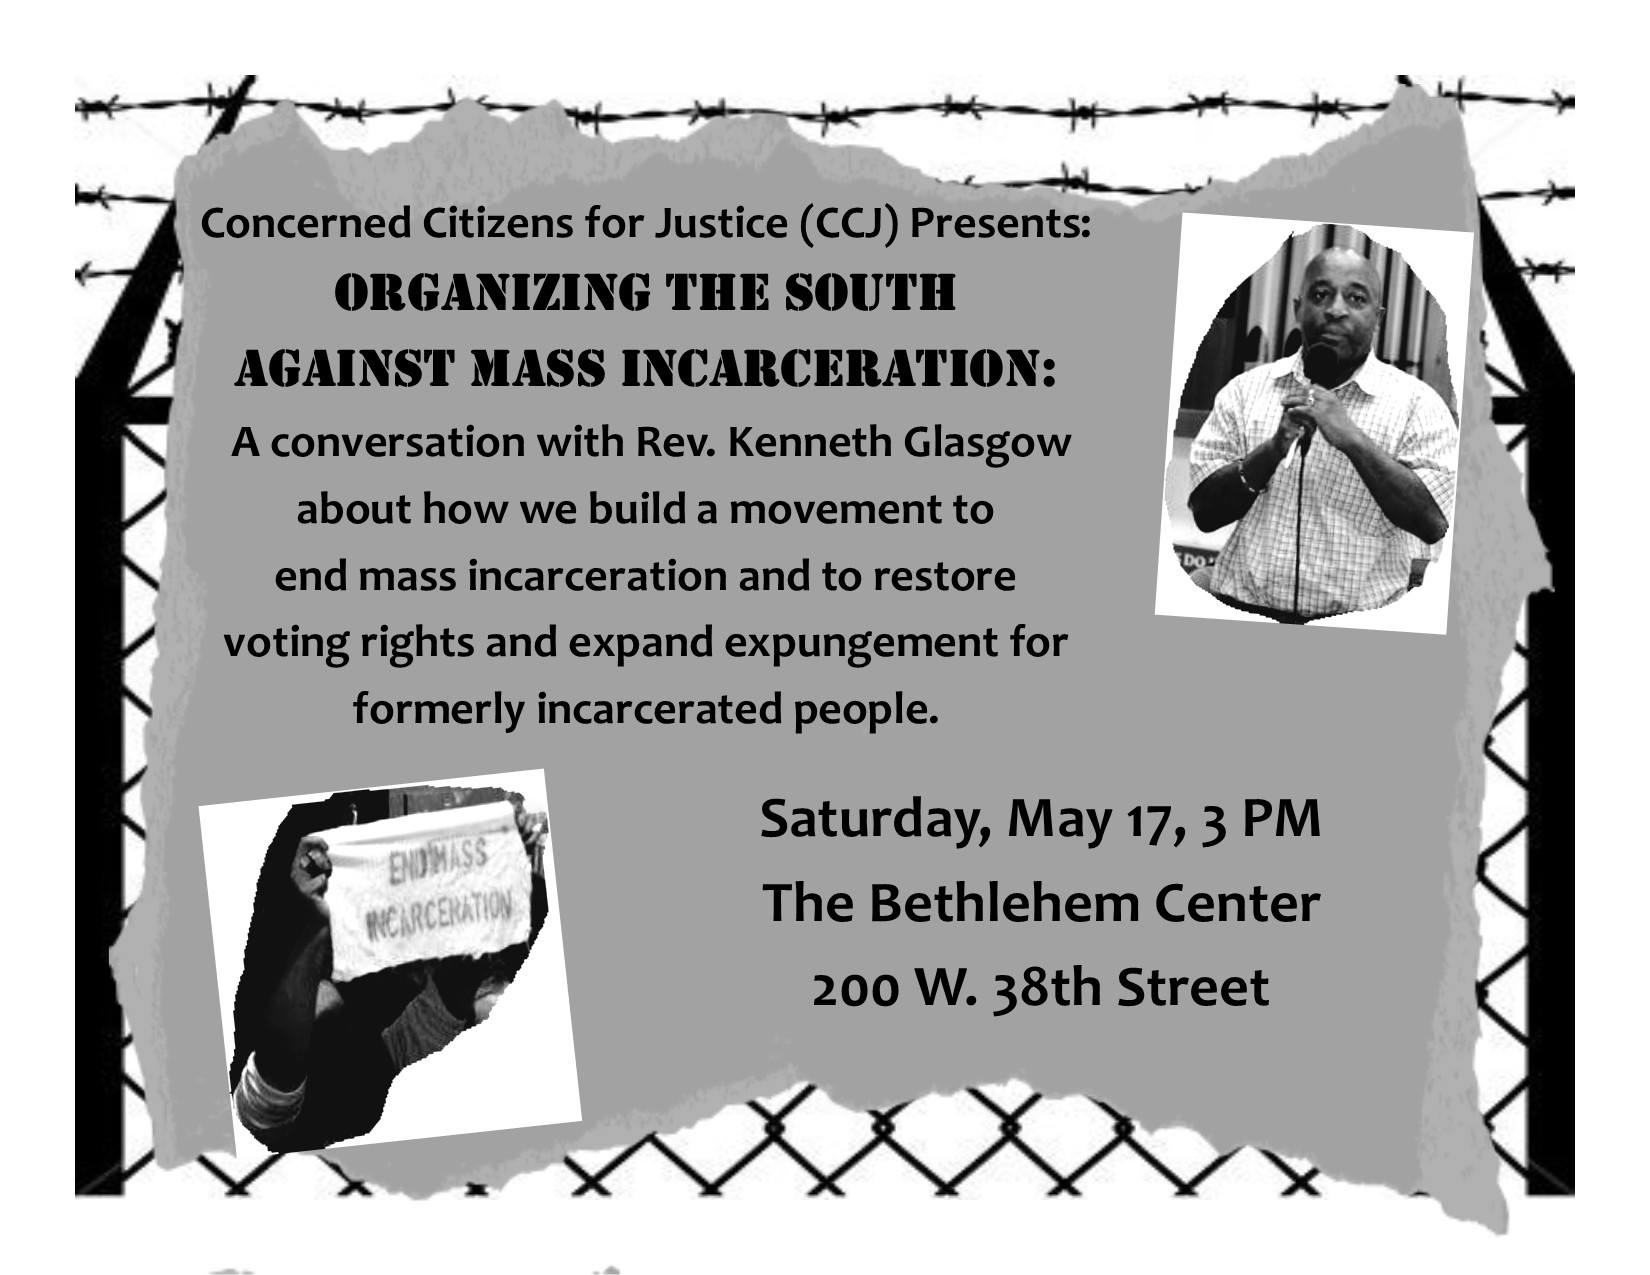 Concerned Citizens for Justice (CCJ) Presents:
ORGANIZING THE SOUTH
AGAINST MASS INCARCERATION:
A conversation with Rev. Kenneth Glasgow
about how we build a movement to
end mass incarceration and to restore
voting rights and expand expungement for
formerly incarcerated people.
END MASS
INCARCERATION
Saturday, May 17, 3 PM
The Bethlehem Center
200 W. 38th Street